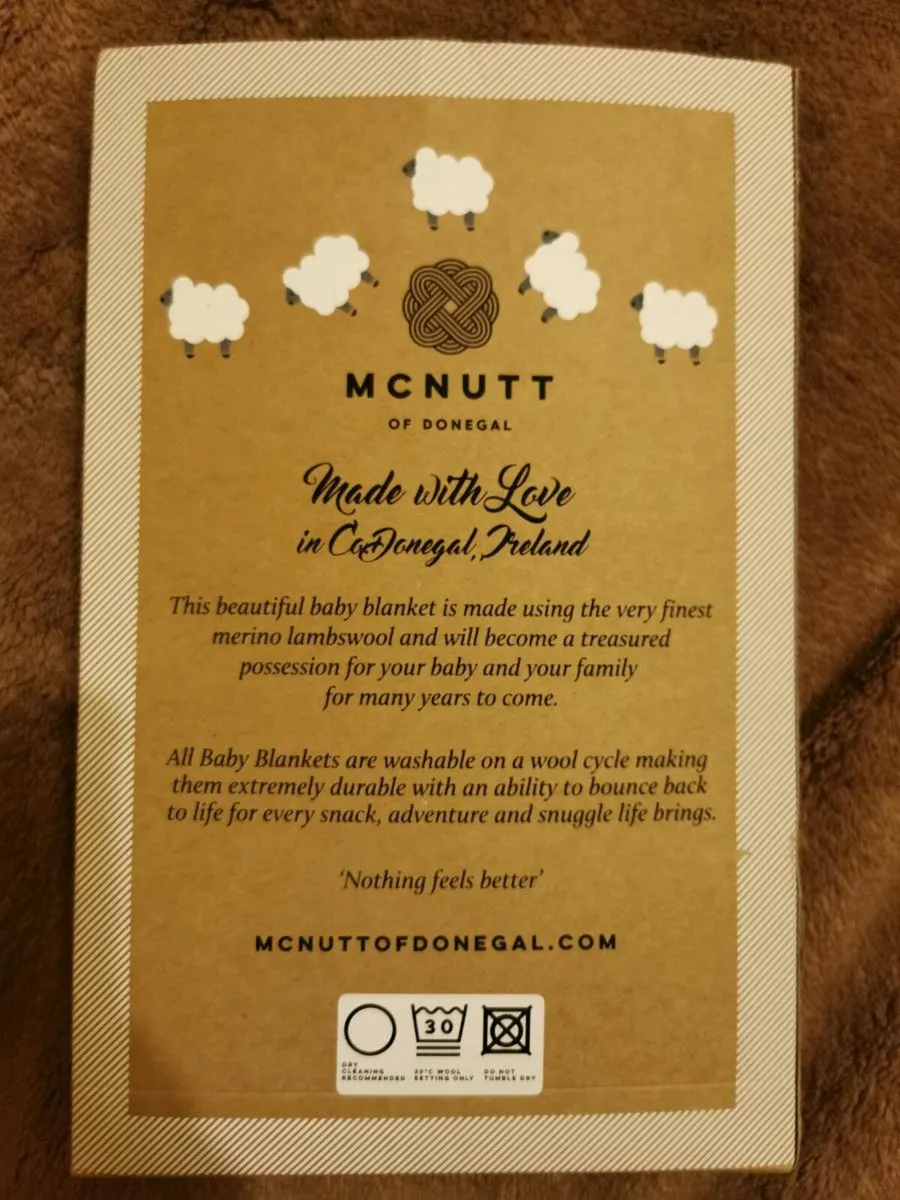 MCNUTT
OF DONEGAL
Made with Love
in Co Donegal, Ireland
This beautiful baby blanket is made using the very finest
merino lambswool and will become a treasured
possession for your baby and your family
for many years to come.
All Baby Blankets are washable on a wool cycle making
them extremely durable with an ability to bounce back
to life for every snack, adventure and snuggle life brings.
‘Nothing feels better’
MCNUTTOFDONEGAL.COM
30
DRY
CLEANING
RECOMMENDED
30°C WOOL
SETTING ONLY
DO NOT
TUMBLE DRY